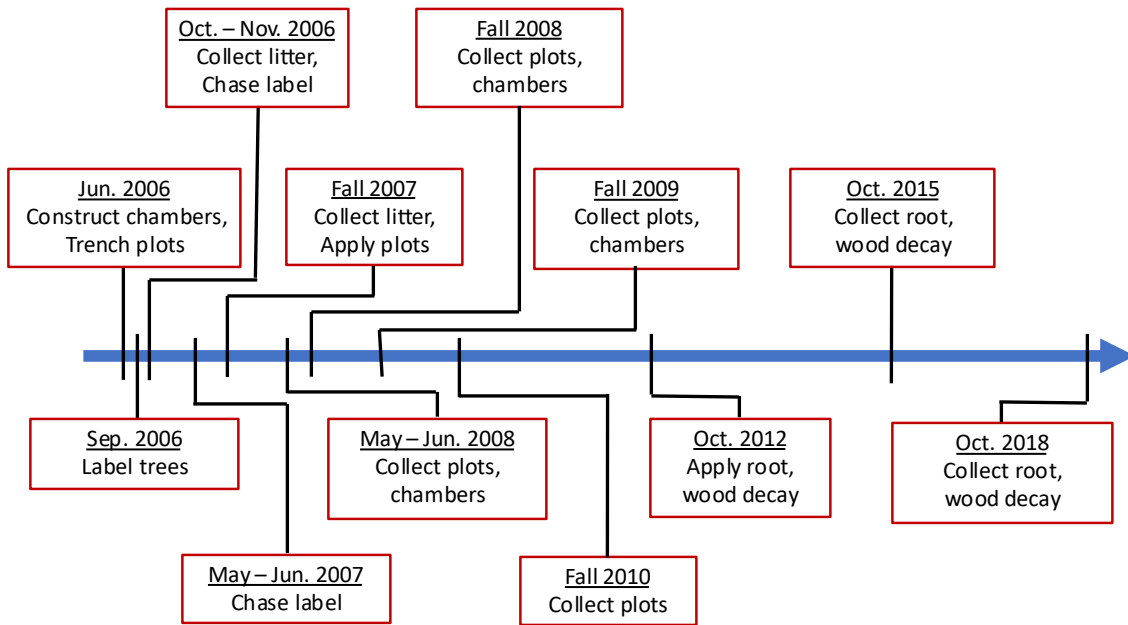 Oct. – Nov. 2006
Collect litter,
Chase label
Fall 2008
Collect plots,
chambers
Jun. 2006
Construct chambers,
Trench plots
Fall 2007
Collect litter,
Apply plots
Fall 2009
Collect plots,
chambers
Oct. 2015
Collect root,
wood decay
Sep. 2006
Label trees
May – Jun. 2008
Collect plots,
chambers
Oct. 2012
Apply root,
wood decay
Oct. 2018
Collect root,
wood decay
May – Jun. 2007
Chase label
Fall 2010
Collect plots